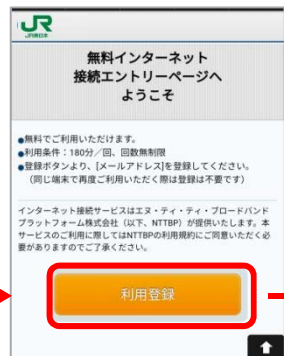 JR
JR東日本
無料インターネット
接続エントリーページへ
ようこそ
●無料でご利用いただけます。
●利用条件：180分／回、回数無制限
●登録ボタンより、[メールアドレス]を登録してください。
（同じ端末で再度ご利用いただく際は登録は不要です）
インターネット接続サービスはエヌ・ティ・ティ・ブロードバンド
プラットフォーム株式会社（以下、NTTBP）が提供いたします。本
サービスのご利用に際してはNTTBPの利用規約にご同意いただく必
要がありますのでご了承ください。
利用登録